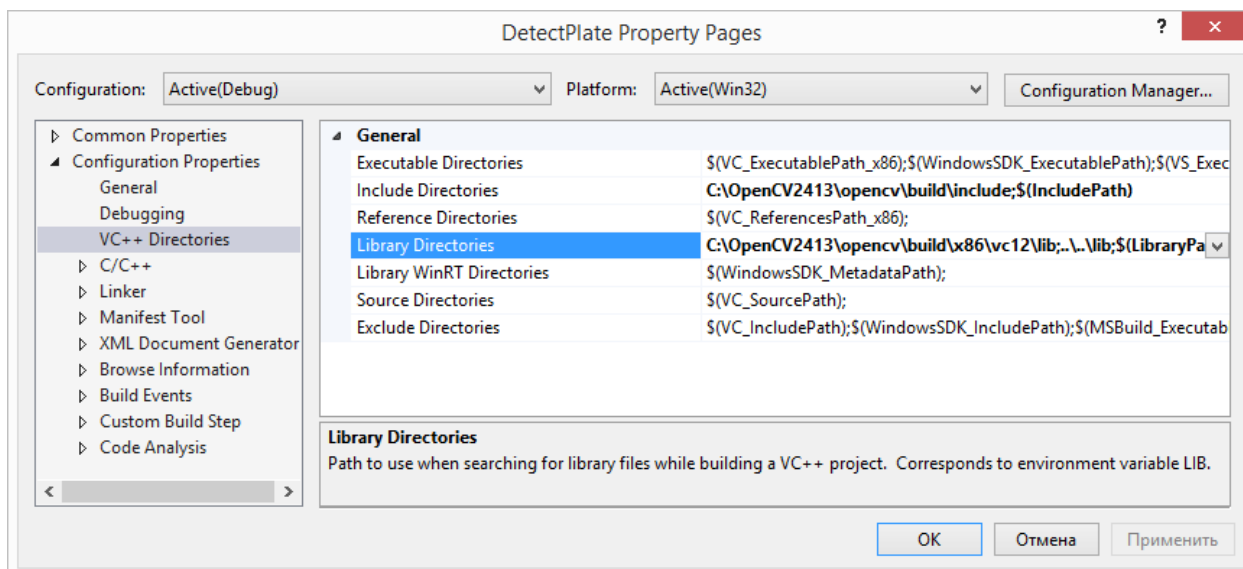 DetectPlate Property Pages
?
Configuration: Active(Debug) Platform: Active(Win32) Configuration Manager...
Common Properties
Configuration Properties
General
Debugging
VC++ Directories
C/C++
Linker
Manifest Tool
XML Document Generator
Browse Information
Build Events
Custom Build Step
Code Analysis
General
Executable Directories $(VC_ExecutablePath_x86);$(WindowsSDK_ExecutablePath);$(VS_Exec
Include Directories C:\OpenCV2413\opencv\build\include;$(IncludePath)
Reference Directories $(VC_ReferencesPath_x86);
Library Directories C:\OpenCV2413\opencv\build\x86\vc12\lib;..\..\lib;$(LibraryPa
Library WinRT Directories $(WindowsSDK_MetadataPath);
Source Directories $(VC_SourcePath);
Exclude Directories $(VC_IncludePath);$(WindowsSDK_IncludePath);$(MSBuild_Executab
Library Directories
Path to use when searching for library files while building a VC++ project. Corresponds to environment variable LIB.
OK Отмена Применить